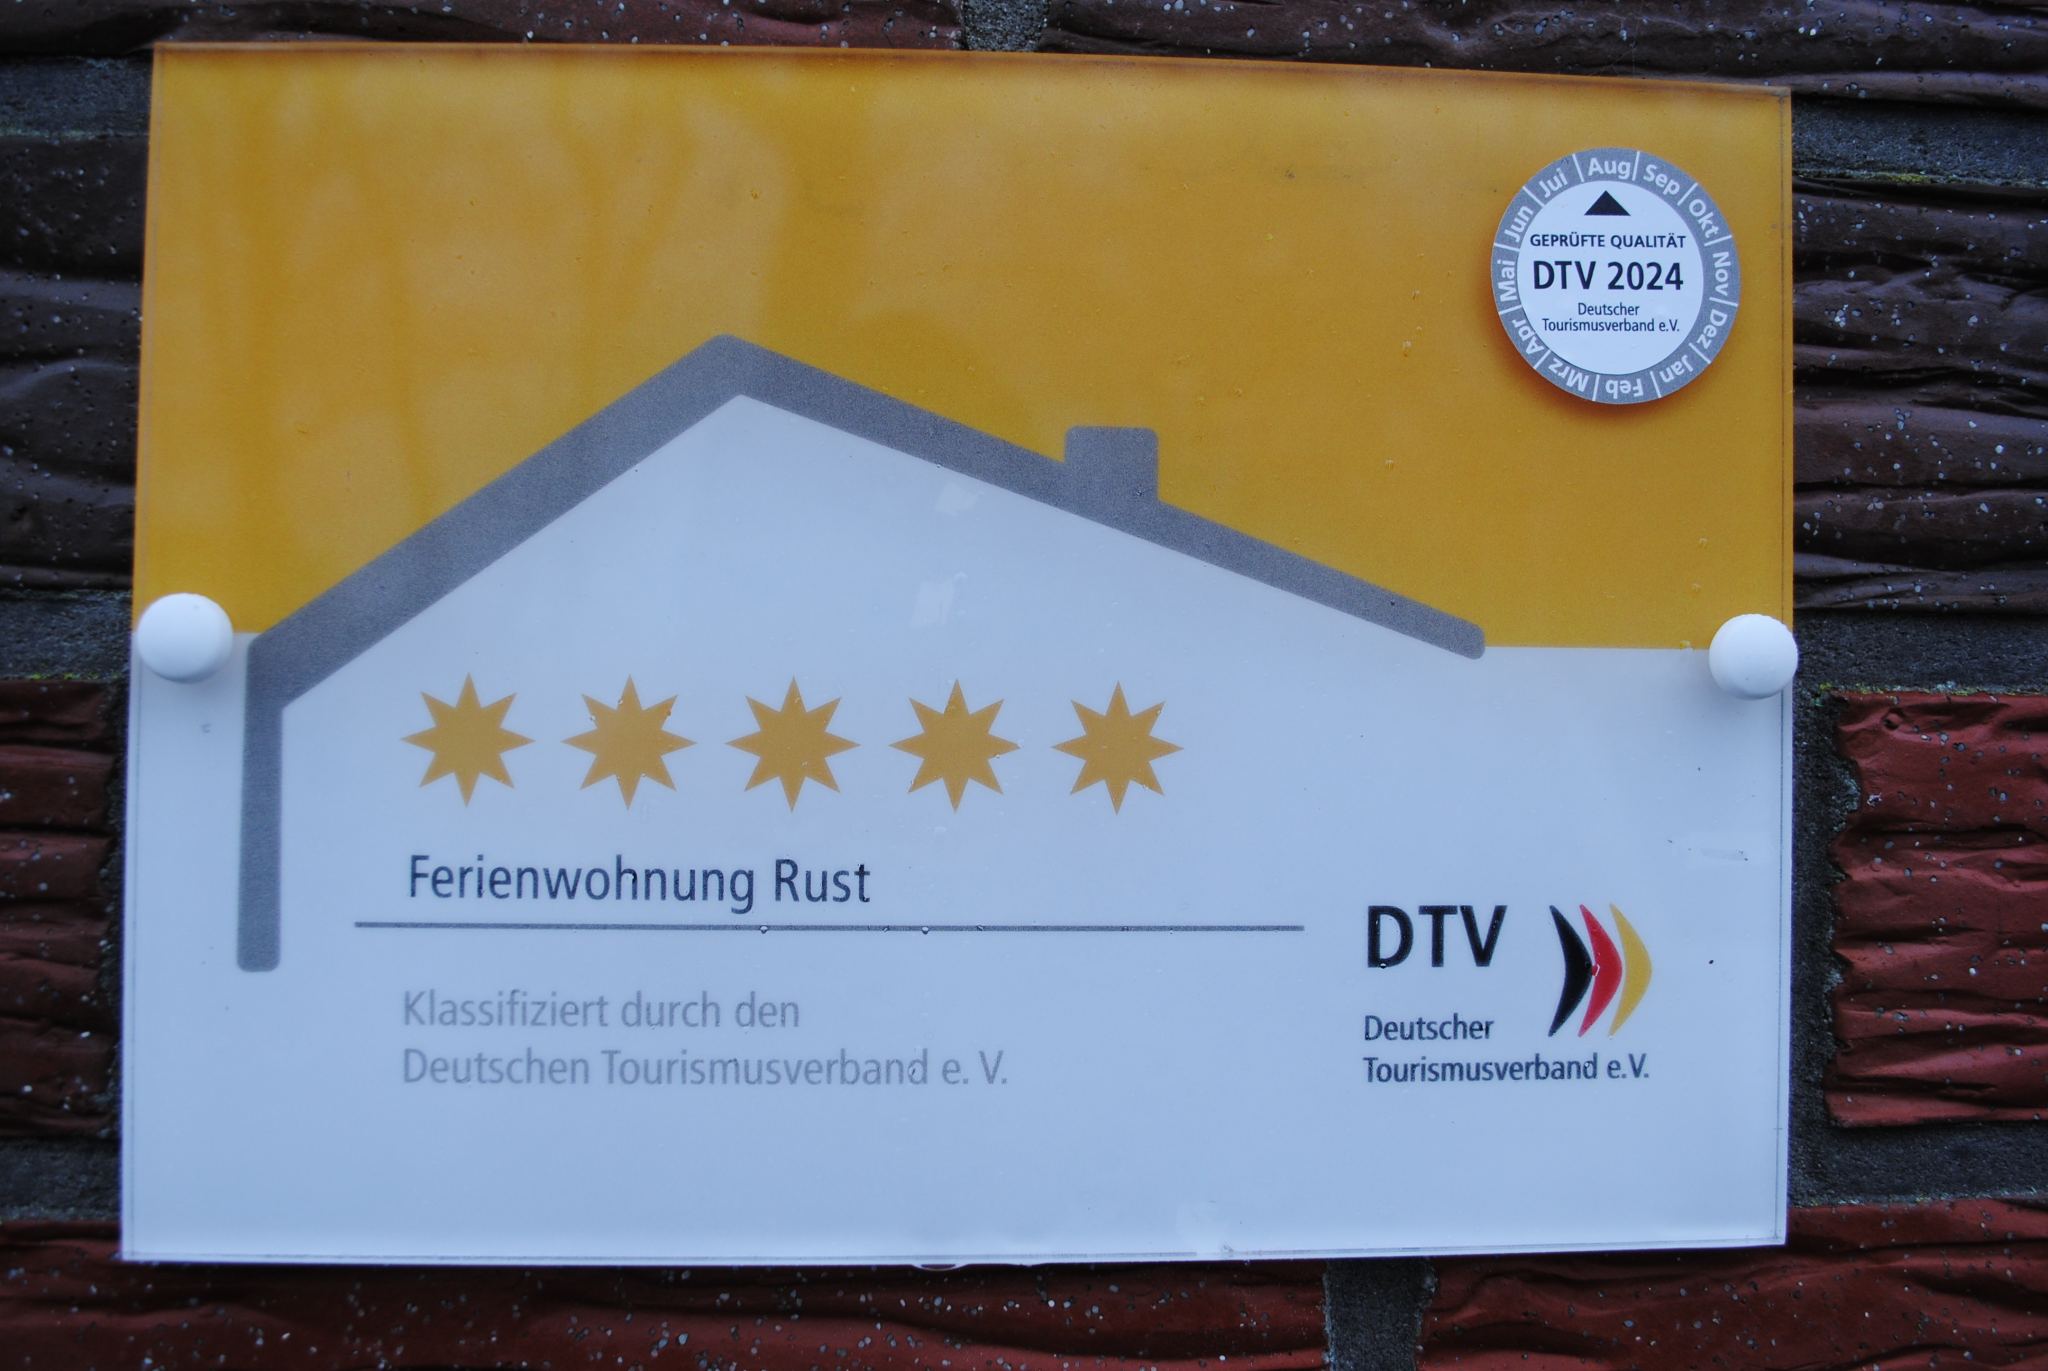 Jan | Feb | Mrz | Apr | Mai | Jun | Jul | Aug | Sep | Okt | Nov | Dez
GEPRÜFTE QUALITÄT
DTV 2024
Deutscher
Tourismusverband e.V.
Ferienwohnung Rust
Klassifiziert durch den
Deutschen Tourismusverband e. V.
DTV
Deutscher
Tourismusverband e.V.